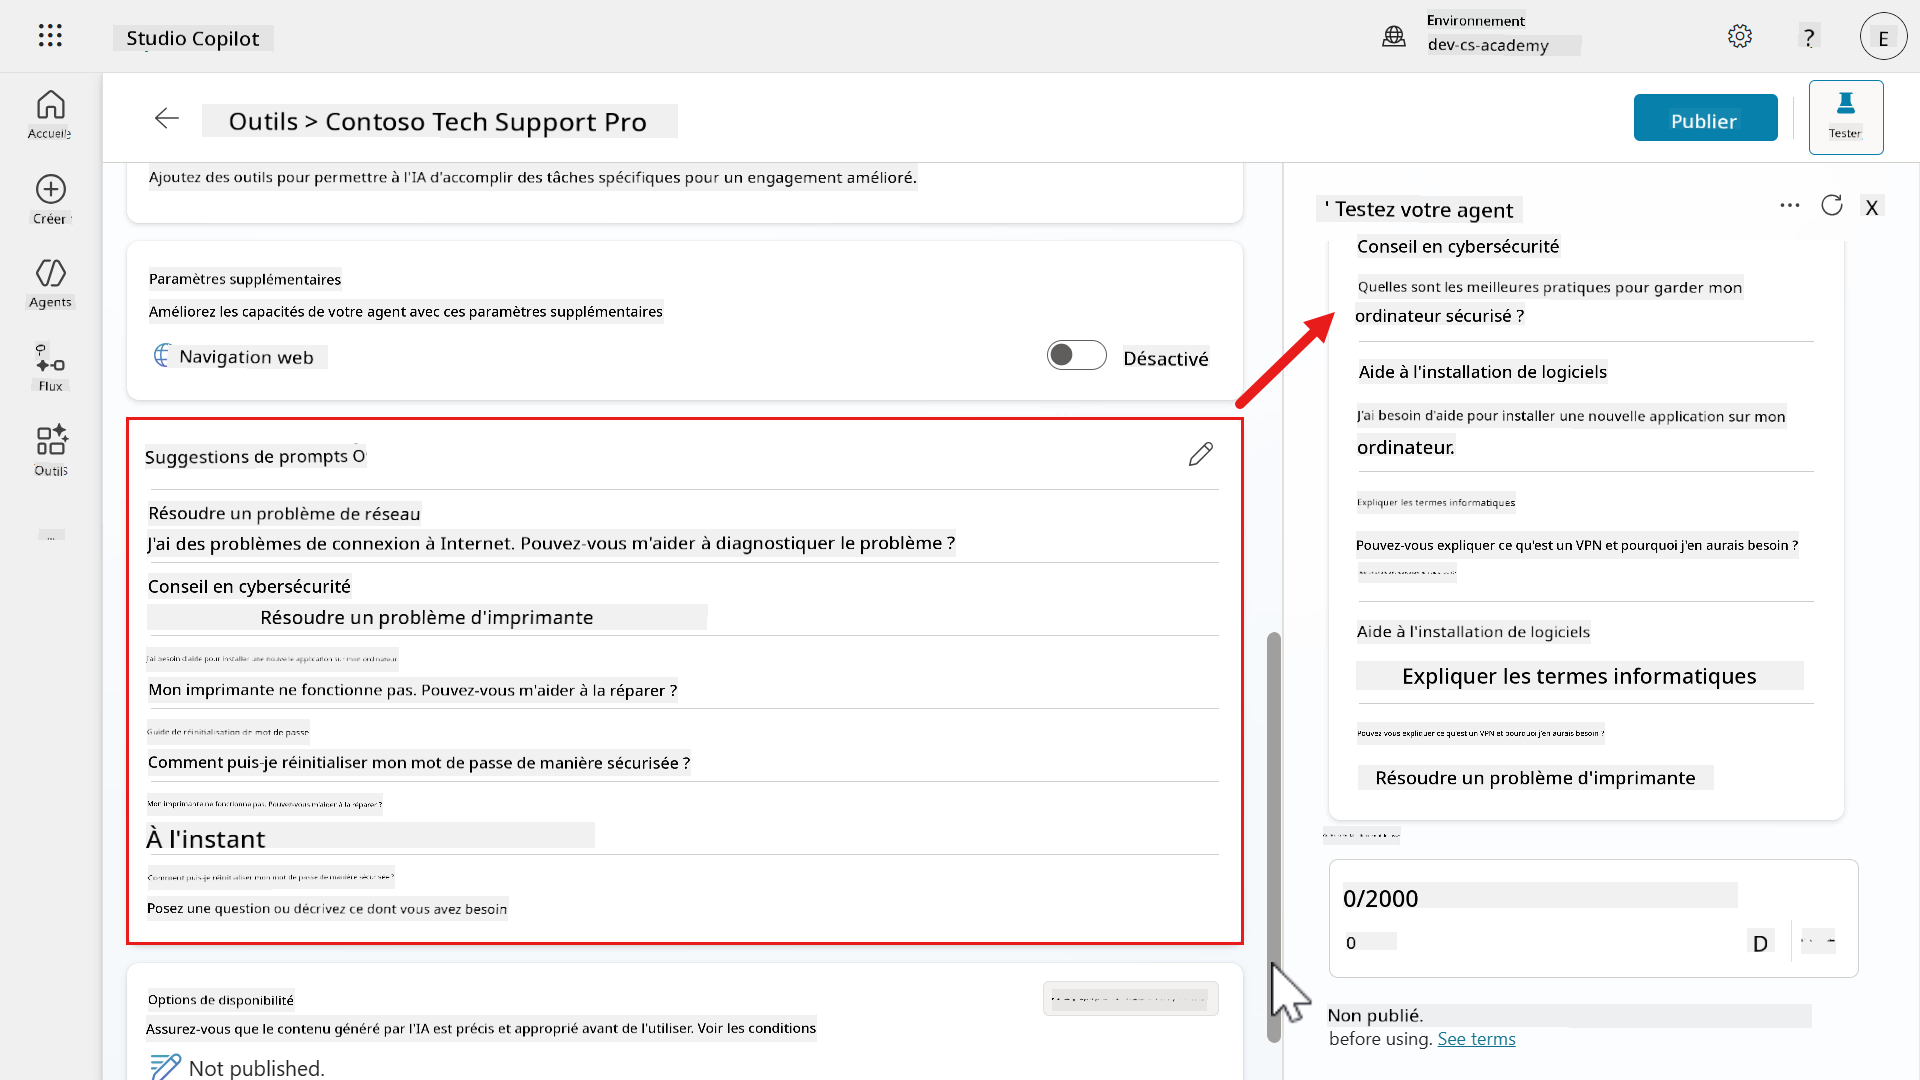 Studio Copilot
Environnement
dev-cs-academy
?
E
Accueil
Créer
Agents
Flux
Outils
...
Outils > Contoso Tech Support Pro
Publier
Tester
Ajoutez des outils pour permettre à l'IA d'accomplir des tâches spécifiques pour un engagement amélioré.
Paramètres supplémentaires
Améliorez les capacités de votre agent avec ces paramètres supplémentaires
Navigation web
Désactivé
Suggestions de prompts
Résoudre un problème de réseau
J'ai des problèmes de connexion à Internet. Pouvez-vous m'aider à diagnostiquer le problème ?
Conseil en cybersécurité
Résoudre un problème d'imprimante
J'ai besoin d'aide pour installer une nouvelle application sur mon ordinateur.
Mon imprimante ne fonctionne pas. Pouvez-vous m'aider à la réparer ?
Guide de réinitialisation de mot de passe
Comment puis-je réinitialiser mon mot de passe de manière sécurisée ?
Mon imprimante ne fonctionne pas. Pouvez-vous m'aider à la réparer ?
À l'instant
Comment puis-je réinitialiser mon mot de passe de manière sécurisée ?
Posez une question ou décrivez ce dont vous avez besoin
Options de disponibilité
Assurez-vous que le contenu généré par l'IA est précis et approprié avant de l'utiliser. Voir les conditions
Not published.
' Testez votre agent
X
Conseil en cybersécurité
Quelles sont les meilleures pratiques pour garder mon
ordinateur sécurisé ?
Aide à l'installation de logiciels
J'ai besoin d'aide pour installer une nouvelle application sur mon
ordinateur.
Expliquer les termes informatiques
Pouvez-vous expliquer ce qu'est un VPN et pourquoi j'en aurais besoin ?
Aide à l'installation de logiciels
Expliquer les termes informatiques
Pouvez-vous expliquer ce qu'est un VPN et pourquoi j'en aurais besoin ?
Résoudre un problème d'imprimante
0/2000
0
D
Non publié.
before using. See terms